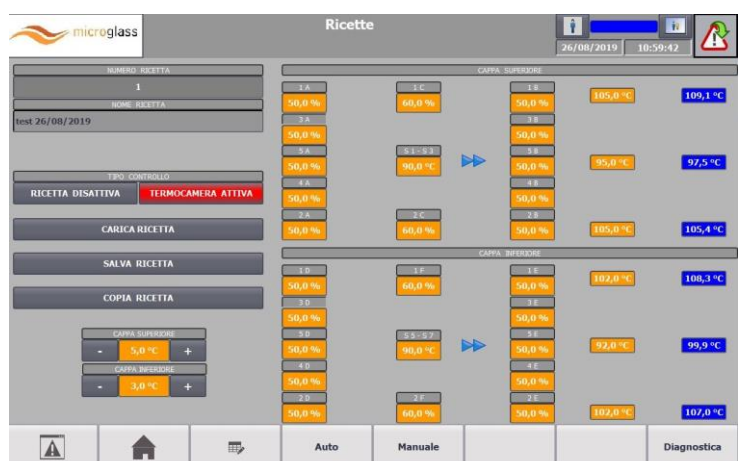 microglass
Ricette
26/08/2019 10:59:42
NUMERO RICETTA
1
NOME RICETTA
test 26/08/2019
TIPO CONTROLLO
RICETTA DISATTIVA TERMOCAMERA ATTIVA
CARICA RICETTA
SALVA RICETTA
COPIA RICETTA
CAPPA SUPERIORE
- 5,0 °C +
CAPPA INFERIORE
- 3,0 °C +
CAPPA SUPERIORE
1 A 1 C 1 B
50,0 % 60,0 % 50,0 % 105,0 °C 109,1 °C
3 A 3 B
50,0 % 50,0 %
5 A S1-S3 5 B
50,0 % 90,0 °C 50,0 % 95,0 °C 97,5 °C
4 A 4 B
50,0 % 50,0 %
2 A 2 C 2 B
50,0 % 60,0 % 50,0 % 105,0 °C 105,4 °C
CAPPA INFERIORE
1 D 1 F 1 E
50,0 % 60,0 % 50,0 % 102,0 °C 108,3 °C
3 D 3 E
50,0 % 50,0 %
5 D S5-S7 5 E
50,0 % 90,0 °C 50,0 % 92,0 °C 99,9 °C
4 D 4 E
50,0 % 50,0 %
2 D 2 F 2 E
50,0 % 60,0 % 50,0 % 102,0 °C 107,0 °C
Auto Manuale Diagnostica